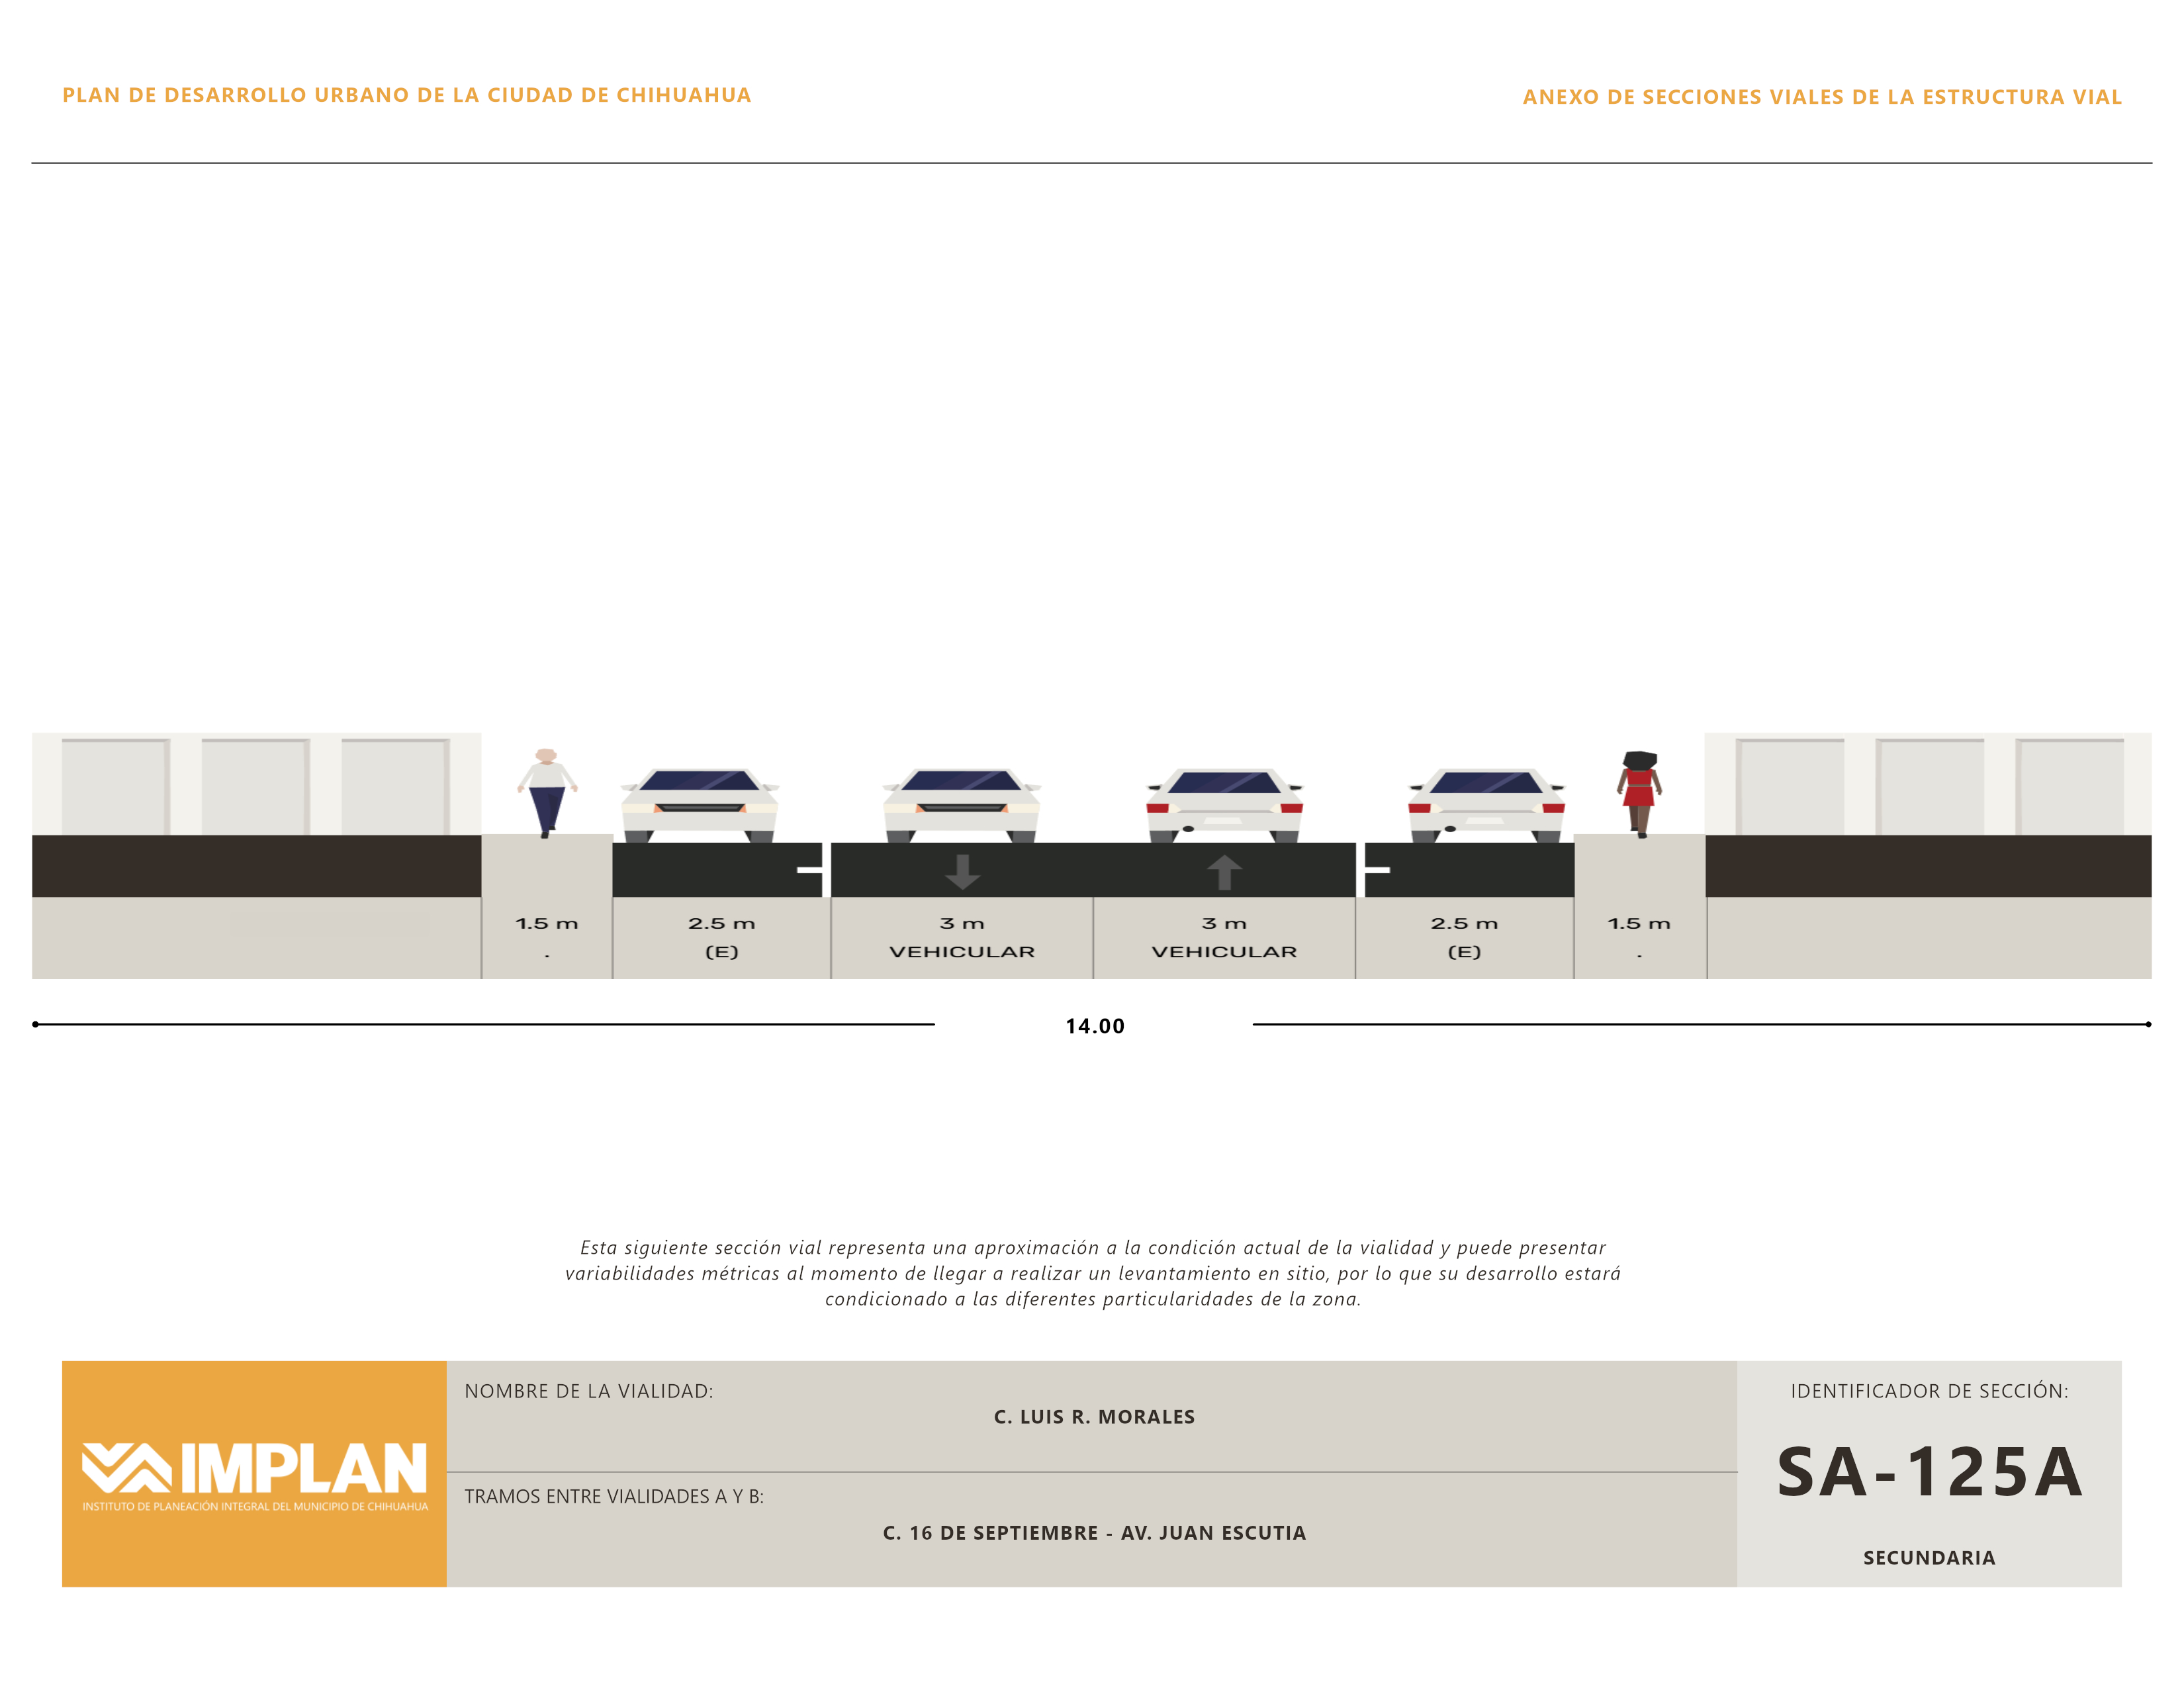 PLAN DE DESARROLLO URBANO DE LA CIUDAD DE CHIHUAHUA
ANEXO DE SECCIONES VIALES DE LA ESTRUCTURA VIAL
1.5 m
.
2.5 m
(E)
3 m
VEHICULAR
3 m
VEHICULAR
2.5 m
(E)
1.5 m
.
14.00
Esta siguiente sección vial representa una aproximación a la condición actual de la vialidad y puede presentar
variabilidades métricas al momento de llegar a realizar un levantamiento en sitio, por lo que su desarrollo estará
condicionado a las diferentes particularidades de la zona.
IMPLAN
INSTITUTO DE PLANEACIÓN INTEGRAL DEL MUNICIPIO DE CHIHUAHUA
NOMBRE DE LA VIALIDAD:
C. LUIS R. MORALES
TRAMOS ENTRE VIALIDADES A Y B:
C. 16 DE SEPTIEMBRE - AV. JUAN ESCUTIA
IDENTIFICADOR DE SECCIÓN:
SA-125A
SECUNDARIA